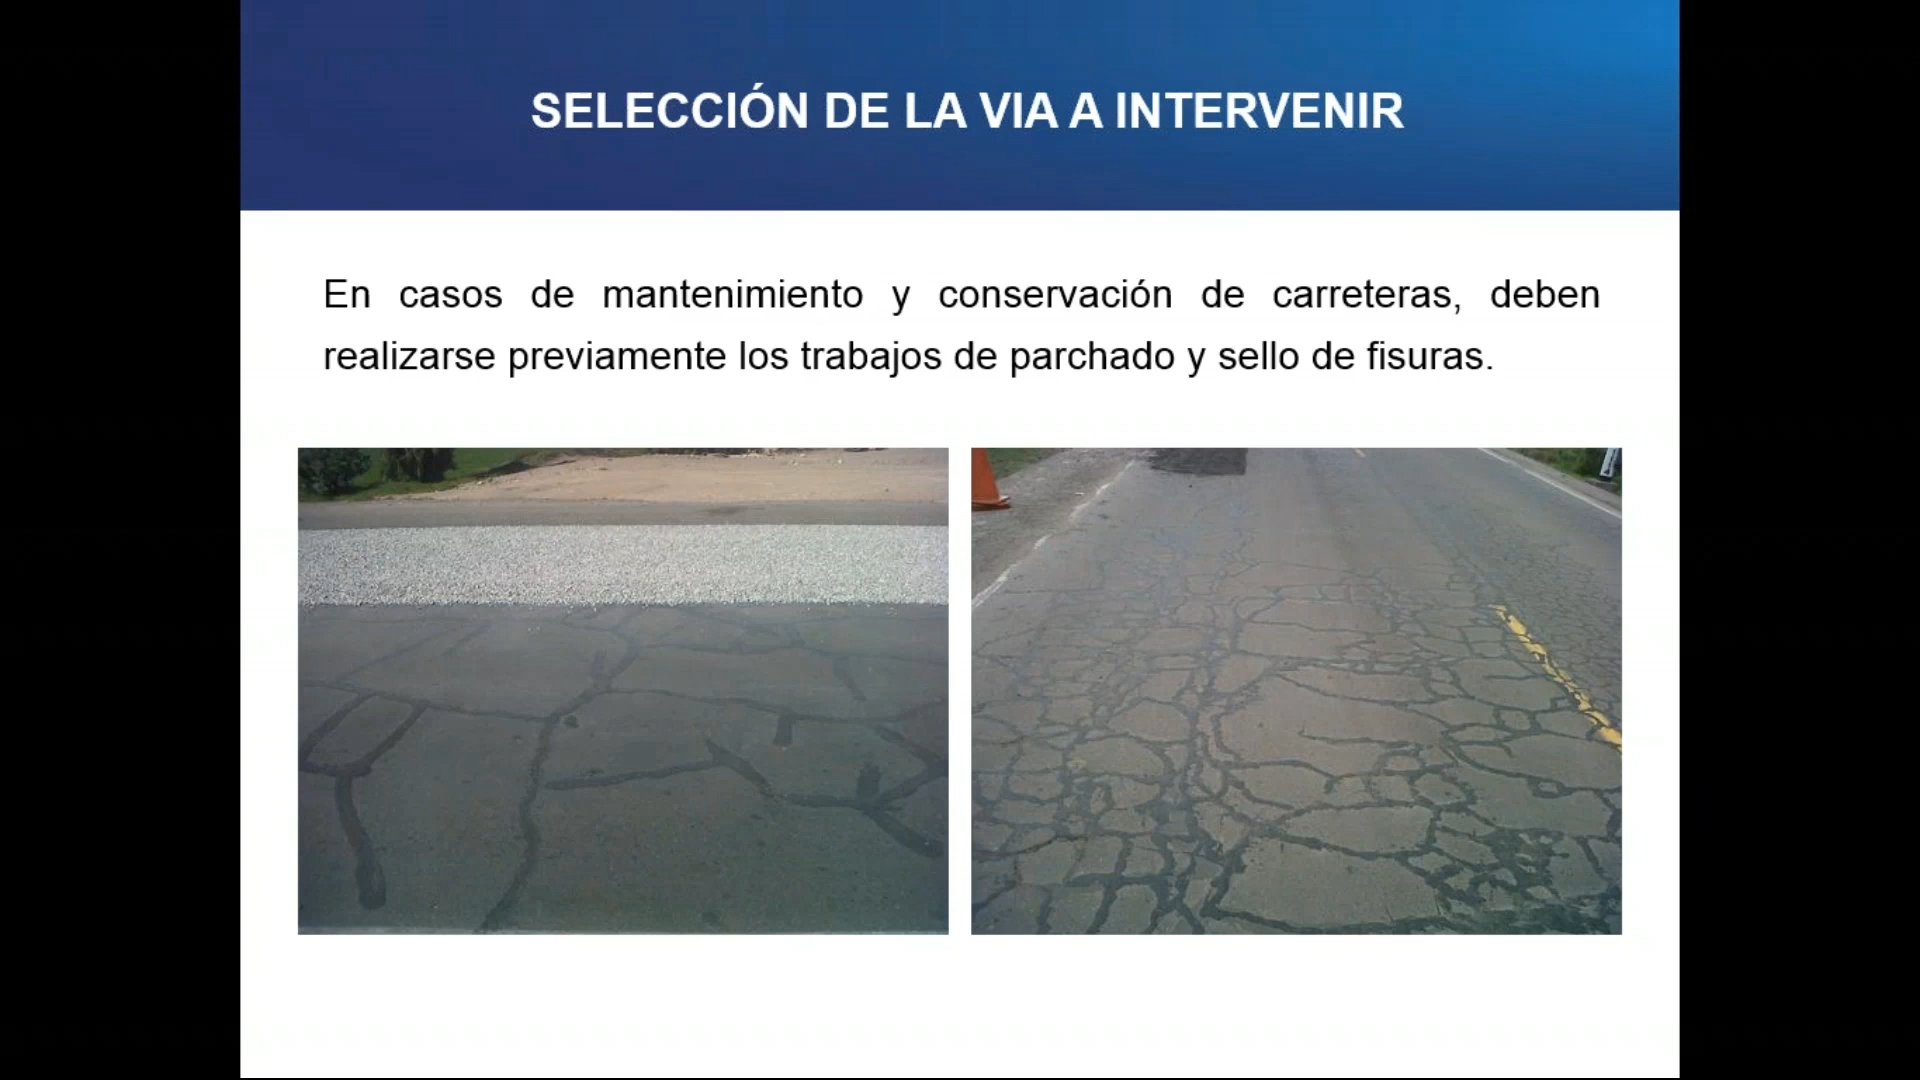 SELECCIÓN DE LA VIA A INTERVENIR
En casos de mantenimiento y conservación de carreteras, deben
realizarse previamente los trabajos de parchado y sello de fisuras.